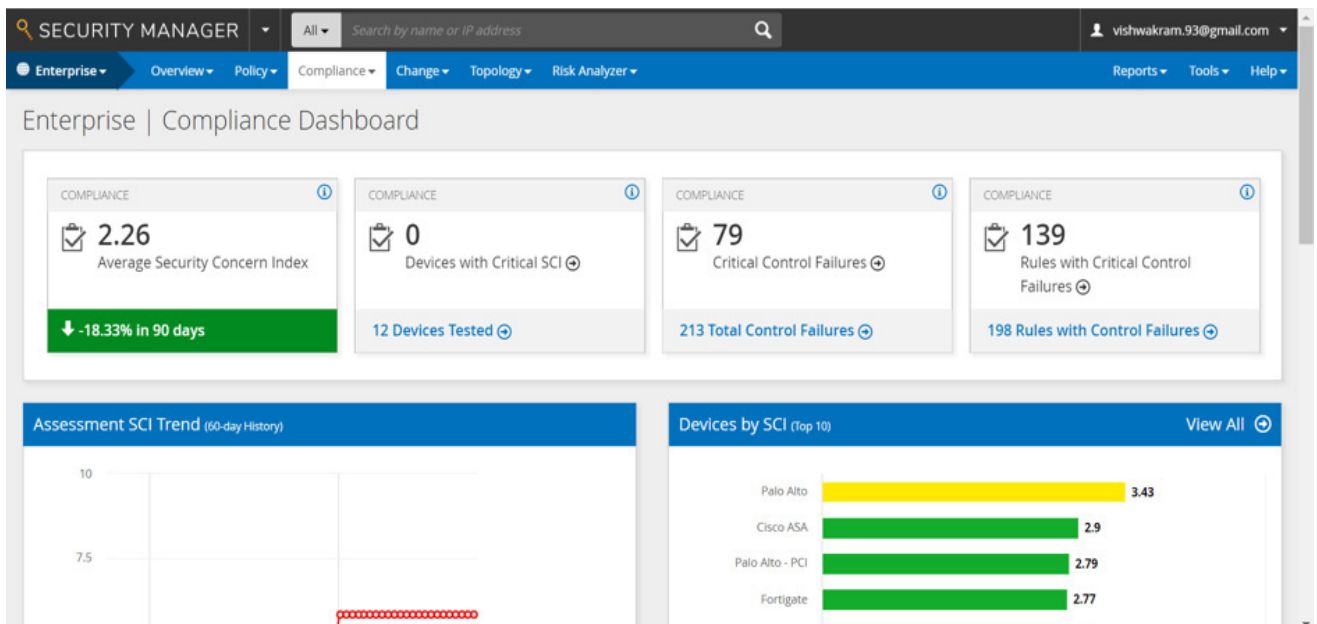 SECURITY MANAGER
All
Search by name or IP address
vishwakram.93@gmail.com
Enterprise
Overview
Policy
Compliance
Change
Topology
Risk Analyzer
Reports
Tools
Help
Enterprise | Compliance Dashboard
COMPLIANCE
2.26
Average Security Concern Index
-18.33% in 90 days
COMPLIANCE
0
Devices with Critical SCI
12 Devices Tested
COMPLIANCE
79
Critical Control Failures
213 Total Control Failures
COMPLIANCE
139
Rules with Critical Control
Failures
198 Rules with Control Failures
Assessment SCI Trend (60-day History)
10
7.5
Devices by SCI (Top 10)
View All
Palo Alto
3.43
Cisco ASA
2.9
Palo Alto - PCI
2.79
Fortigate
2.77